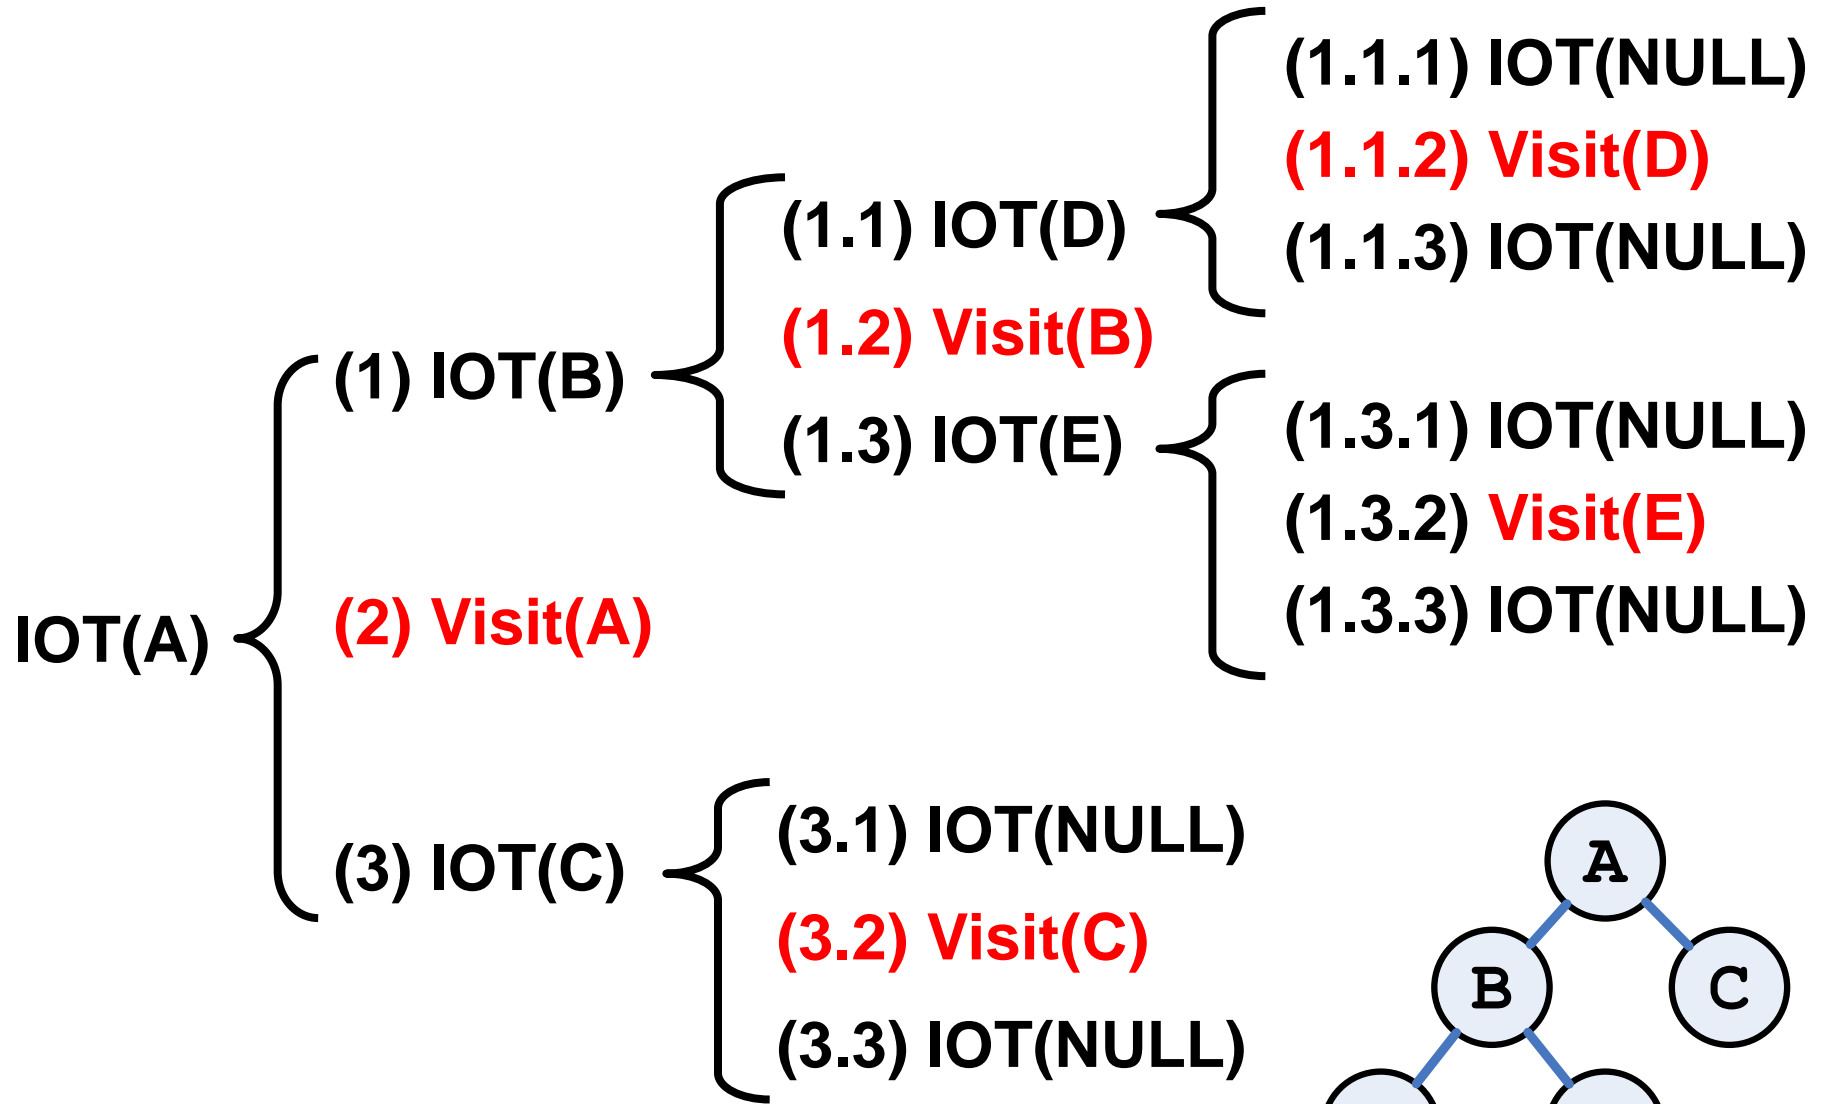 IOT(A)
(1) IOT(B)
(2) Visit(A)
(3) IOT(C)
(1.1) IOT(D)
(1.2) Visit(B)
(1.3) IOT(E)
(1.1.1) IOT(NULL)
(1.1.2) Visit(D)
(1.1.3) IOT(NULL)
(1.3.1) IOT(NULL)
(1.3.2) Visit(E)
(1.3.3) IOT(NULL)
(3.1) IOT(NULL)
(3.2) Visit(C)
(3.3) IOT(NULL)
A
B
C